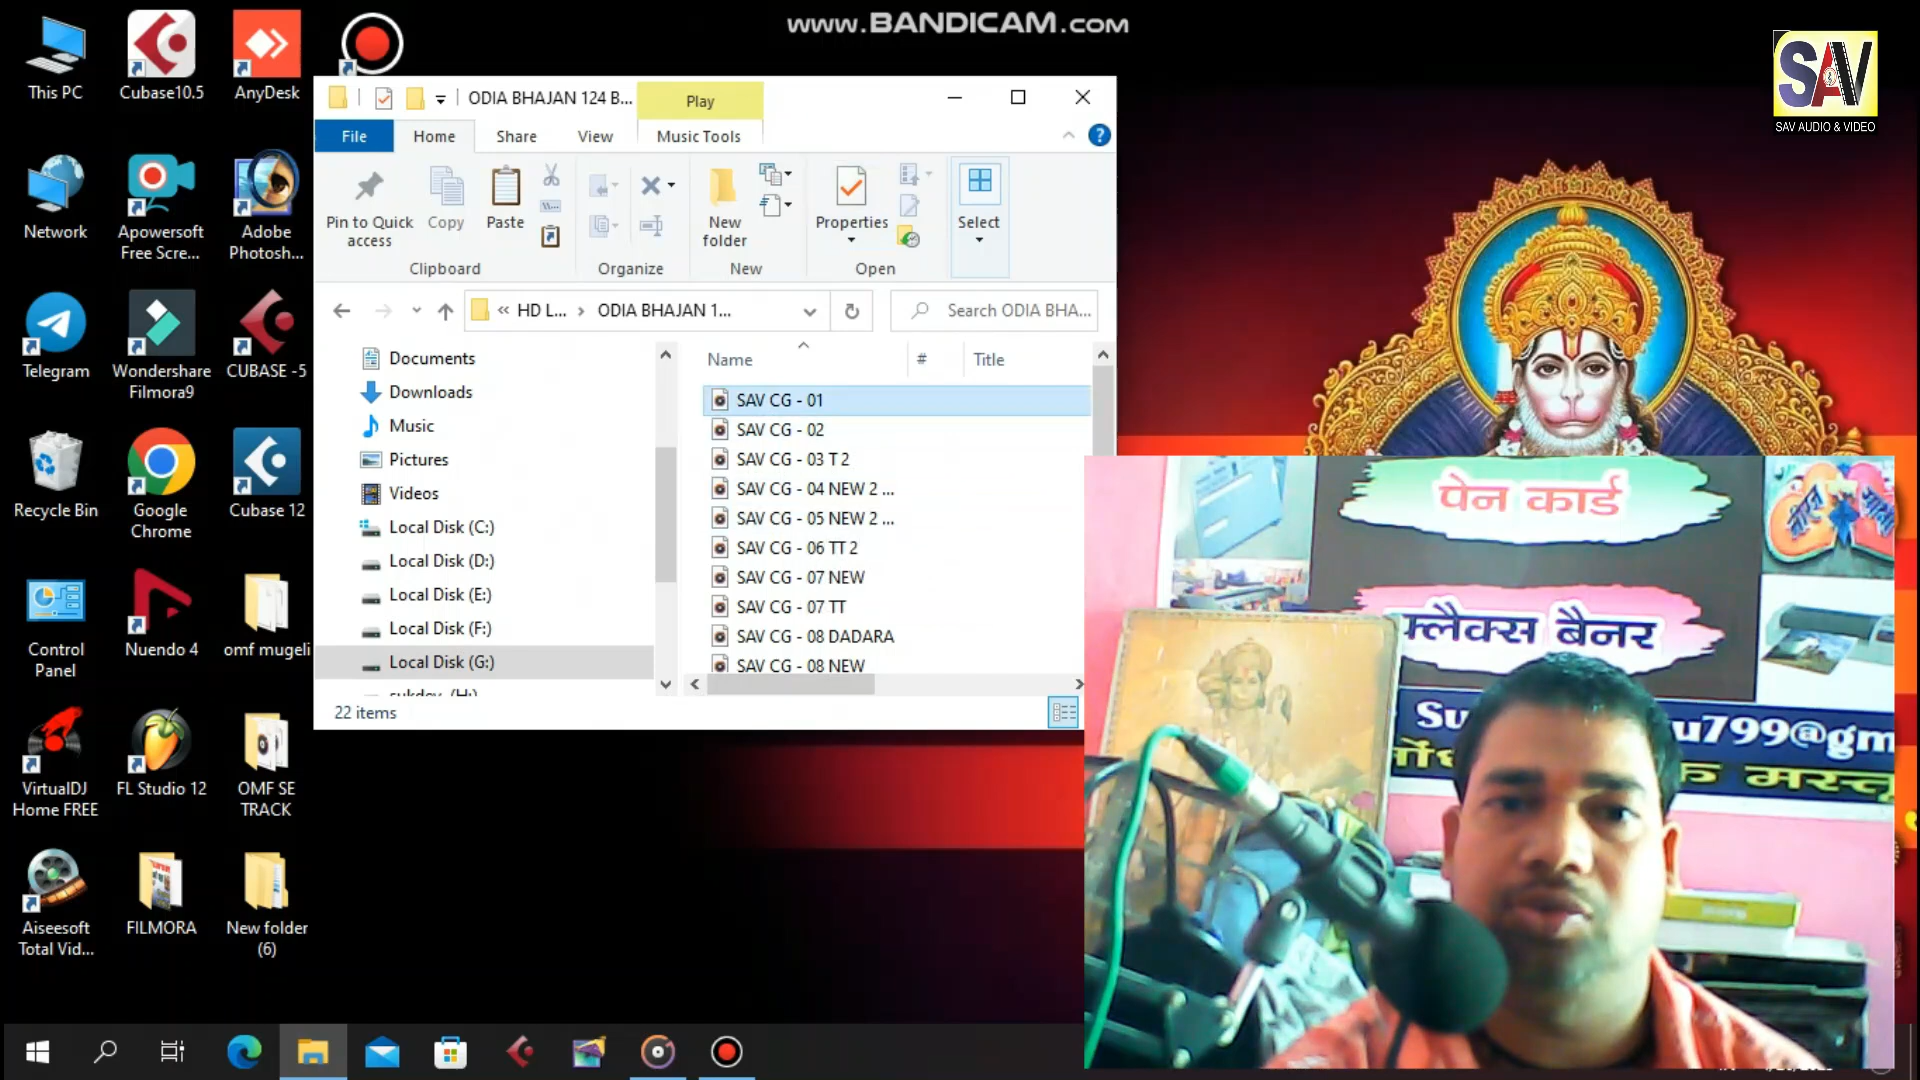 www.BANDICAM.com
SAV
SAV AUDIO & VIDEO
This PC
Cubase10.5
AnyDesk
Network
Apowersoft
Free Scre...
Adobe
Photosh...
Telegram
Wondershare
Filmora9
CUBASE -5
Recycle Bin
Google
Chrome
Cubase 12
Control
Panel
Nuendo 4
omf mugeli
VirtualDJ
Home FREE
FL Studio 12
OMF SE
TRACK
Aiseesoft
Total Vid...
FILMORA
New folder
(6)
ODIA BHAJAN 124 B...
Play
File
Home
Share
View
Music Tools
Pin to Quick
access
Copy
Paste
New
folder
Properties
Select
Clipboard
Organize
New
Open
« HD L... › ODIA BHAJAN 1...
Search ODIA BHA...
Documents
Downloads
Music
Pictures
Videos
Local Disk (C:)
Local Disk (D:)
Local Disk (E:)
Local Disk (F:)
Local Disk (G:)
Name
#
Title
SAV CG - 01
SAV CG - 02
SAV CG - 03 T 2
SAV CG - 04 NEW 2 ...
SAV CG - 05 NEW 2 ...
SAV CG - 06 TT 2
SAV CG - 07 NEW
SAV CG - 07 TT
SAV CG - 08 DADARA
SAV CG - 08 NEW
22 items
पेन कार्ड
फ्लैक्स बैनर
Su
u799@gm